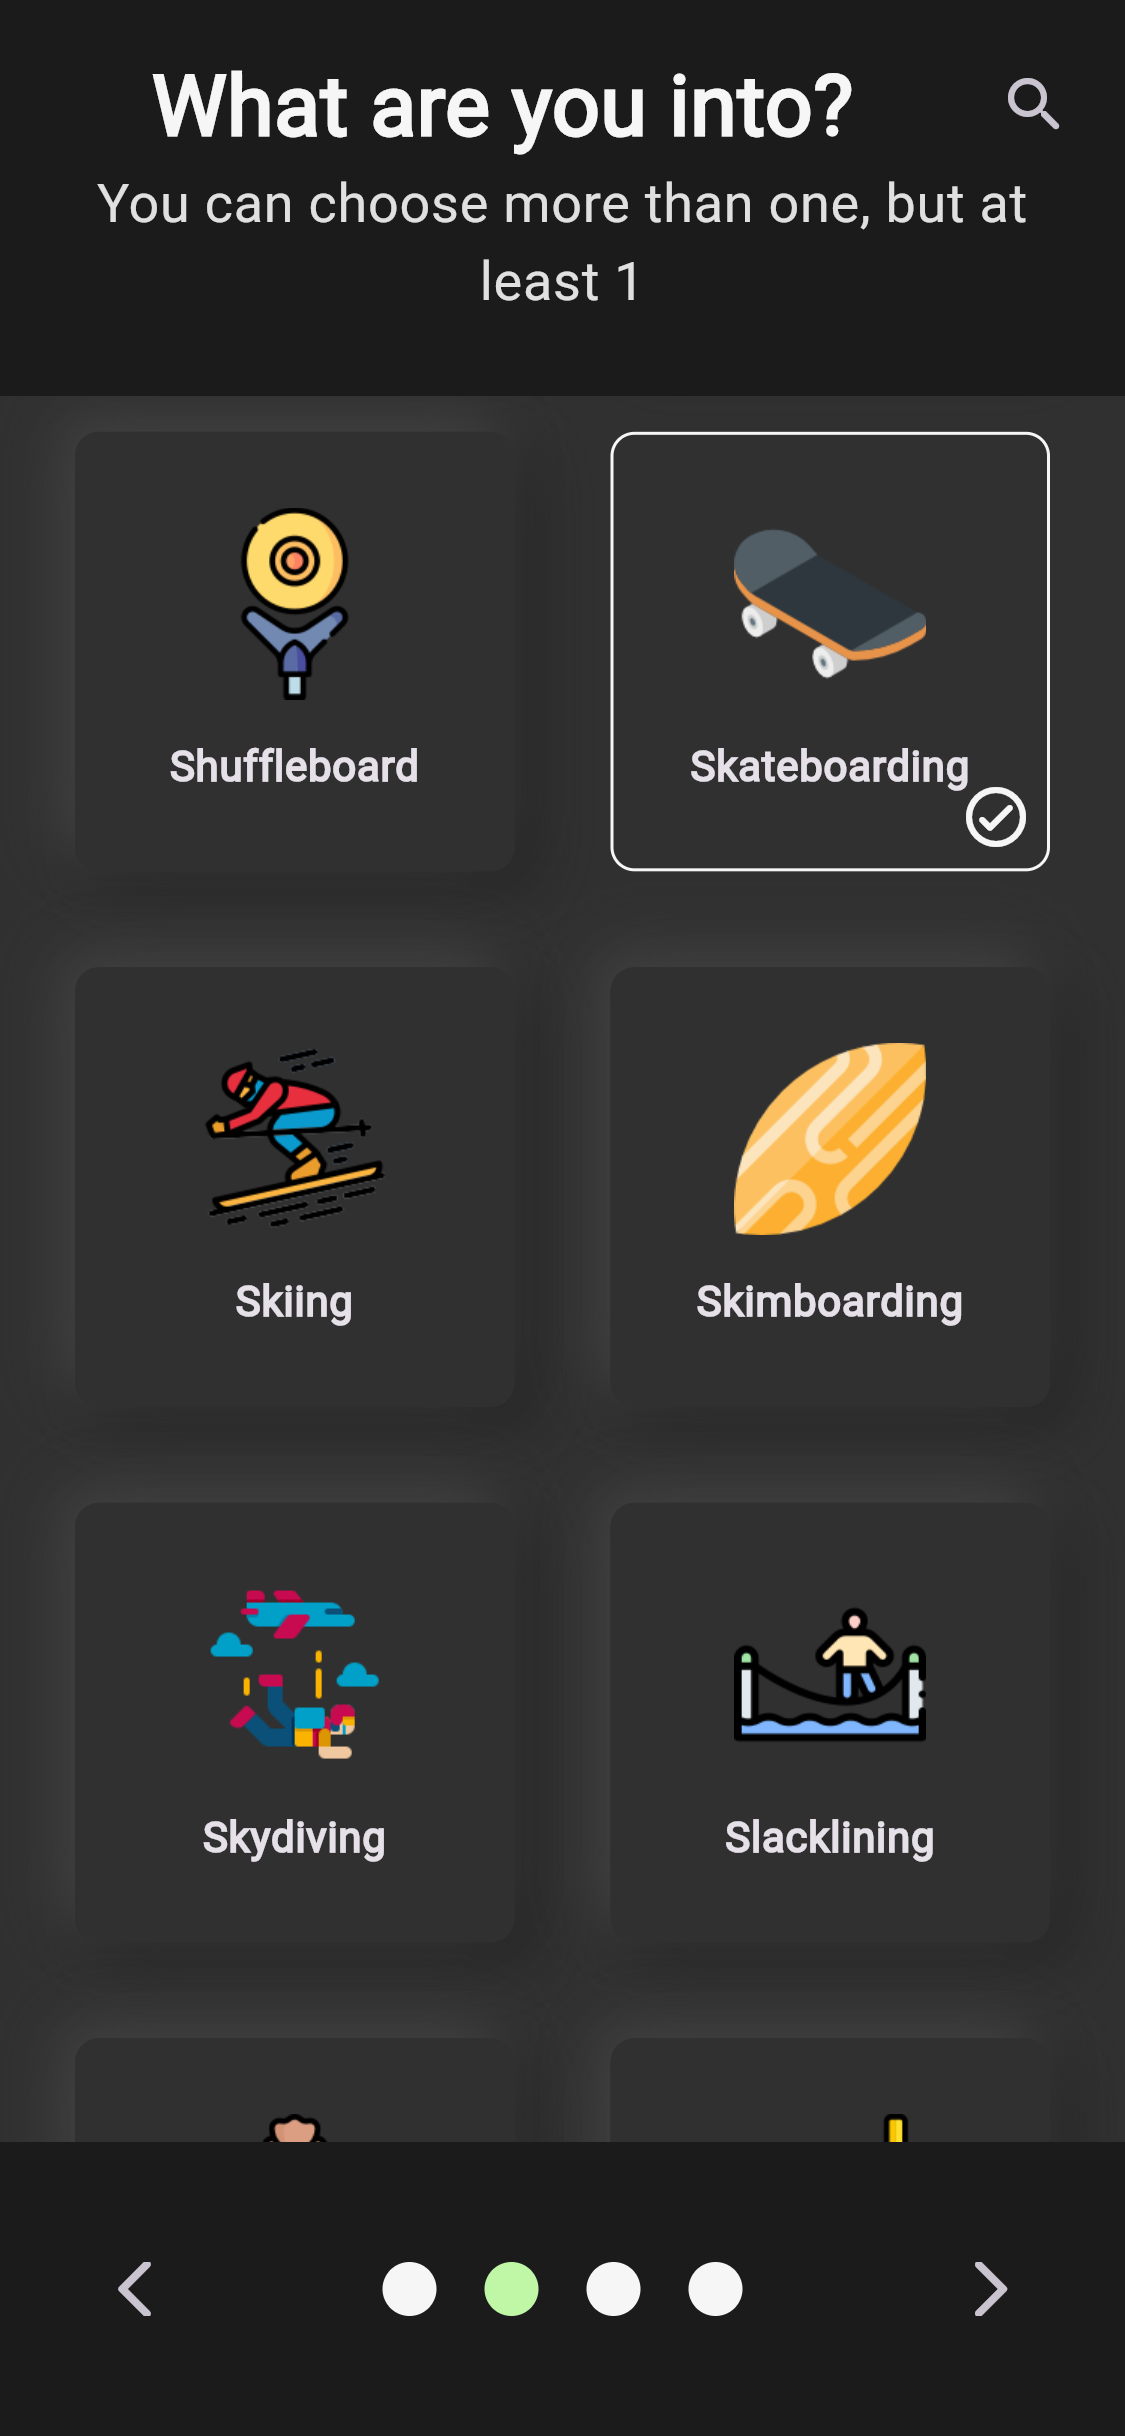 What are you into?
You can choose more than one, but at
least 1
Shuffleboard
Skateboarding
Skiing
Skimboarding
Skydiving
Slacklining